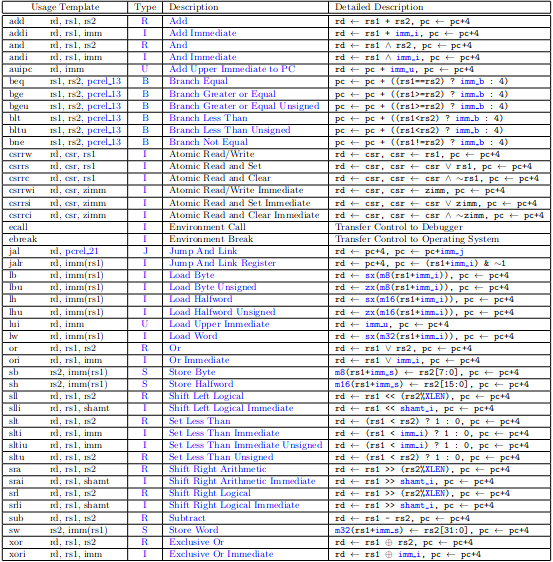 Usage Template Type Description Detailed Description
add rd, rs1, rs2 R Add rd ← rs1 + rs2, pc ← pc+4
addi rd, rs1, imm I Add Immediate rd ← rs1 + imm_i, pc ← pc+4
and rd, rs1, rs2 R And rd ← rs1 ∧ rs2, pc ← pc+4
andi rd, rs1, imm I And Immediate rd ← rs1 ∧ imm_i, pc ← pc+4
auipc rd, imm U Add Upper Immediate to PC rd ← pc + imm_u, pc ← pc+4
beq rs1, rs2, pcrel_13 B Branch Equal pc ← pc + ((rs1==rs2) ? imm_b : 4)
bge rs1, rs2, pcrel_13 B Branch Greater or Equal pc ← pc + ((rs1>=rs2) ? imm_b : 4)
bgeu rs1, rs2, pcrel_13 B Branch Greater or Equal Unsigned pc ← pc + ((rs1>=rs2) ? imm_b : 4)
blt rs1, rs2, pcrel_13 B Branch Less Than pc ← pc + ((rs1<rs2) ? imm_b : 4)
bltu rs1, rs2, pcrel_13 B Branch Less Than Unsigned pc ← pc + ((rs1<rs2) ? imm_b : 4)
bne rs1, rs2, pcrel_13 B Branch Not Equal pc ← pc + ((rs1!=rs2) ? imm_b : 4)
csrrw rd, csr, rs1 I Atomic Read/Write rd ← csr, csr ← rs1, pc ← pc+4
csrrs rd, csr, rs1 I Atomic Read and Set rd ← csr, csr ← csr ∨ rs1, pc ← pc+4
csrrc rd, csr, rs1 I Atomic Read and Clear rd ← csr, csr ← csr ∧ ~rs1, pc ← pc+4
csrrwi rd, csr, zimm I Atomic Read/Write Immediate rd ← csr, csr ← zimm, pc ← pc+4
csrrsi rd, csr, zimm I Atomic Read and Set Immediate rd ← csr, csr ← csr ∨ zimm, pc ← pc+4
csrrci rd, csr, zimm I Atomic Read and Clear Immediate rd ← csr, csr ← csr ∧ ~zimm, pc ← pc+4
ecall I Environment Call Transfer Control to Debugger
ebreak I Environment Break Transfer Control to Operating System
jal rd, pcrel_21 J Jump And Link rd ← pc+4, pc ← pc+imm_j
jalr rd, imm(rs1) I Jump And Link Register rd ← pc+4, pc ← (rs1+imm_i) & ~1
lb rd, imm(rs1) I Load Byte rd ← sx(m8(rs1+imm_i)), pc ← pc+4
lbu rd, imm(rs1) I Load Byte Unsigned rd ← zx(m8(rs1+imm_i)), pc ← pc+4
lh rd, imm(rs1) I Load Halfword rd ← sx(m16(rs1+imm_i)), pc ← pc+4
lhu rd, imm(rs1) I Load Halfword Unsigned rd ← zx(m16(rs1+imm_i)), pc ← pc+4
lui rd, imm U Load Upper Immediate rd ← imm_u, pc ← pc+4
lw rd, imm(rs1) I Load Word rd ← sx(m32(rs1+imm_i)), pc ← pc+4
or rd, rs1, rs2 R Or rd ← rs1 ∨ rs2, pc ← pc+4
ori rd, rs1, imm I Or Immediate rd ← rs1 ∨ imm_i, pc ← pc+4
sb rs2, imm(rs1) S Store Byte m8(rs1+imm_s) ← rs2[7:0], pc ← pc+4
sh rs2, imm(rs1) S Store Halfword m16(rs1+imm_s) ← rs2[15:0], pc ← pc+4
sll rd, rs1, rs2 R Shift Left Logical rd ← rs1 << (rs2%XLEN), pc ← pc+4
slli rd, rs1, shamt I Shift Left Logical Immediate rd ← rs1 << shamt_i, pc ← pc+4
slt rd, rs1, rs2 R Set Less Than rd ← (rs1 < rs2) ? 1 : 0, pc ← pc+4
slti rd, rs1, imm I Set Less Than Immediate rd ← (rs1 < imm_i) ? 1 : 0, pc ← pc+4
sltiu rd, rs1, imm I Set Less Than Immediate Unsigned rd ← (rs1 < imm_i) ? 1 : 0, pc ← pc+4
sltu rd, rs1, rs2 R Set Less Than Unsigned rd ← (rs1 < rs2) ? 1 : 0, pc ← pc+4
sra rd, rs1, rs2 R Shift Right Arithmetic rd ← rs1 >> (rs2%XLEN), pc ← pc+4
srai rd, rs1, shamt I Shift Right Arithmetic Immediate rd ← rs1 >> shamt_i, pc ← pc+4
srl rd, rs1, rs2 R Shift Right Logical rd ← rs1 >> (rs2%XLEN), pc ← pc+4
srli rd, rs1, shamt I Shift Right Logical Immediate rd ← rs1 >> shamt_i, pc ← pc+4
sub rd, rs1, rs2 R Subtract rd ← rs1 - rs2, pc ← pc+4
sw rs2, imm(rs1) S Store Word m32(rs1+imm_s) ← rs2[31:0], pc ← pc+4
xor rd, rs1, rs2 R Exclusive Or rd ← rs1 ⊕ rs2, pc ← pc+4
xori rd, rs1, imm I Exclusive Or Immediate rd ← rs1 ⊕ imm_i, pc ← pc+4